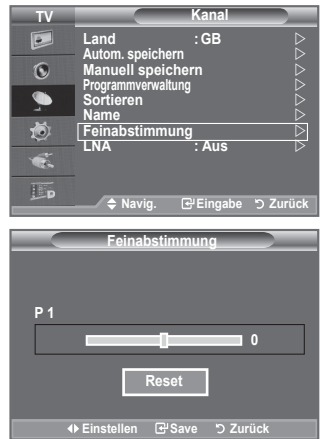 TV Kanal
Land : GB
Autom. speichern
Manuell speichern
Programmverwaltung
Sortieren
Name
Feinabstimmung
LNA : Aus
Navig. Eingabe Zurück
Feinabstimmung
P 1
0
Reset
Einstellen Save Zurück